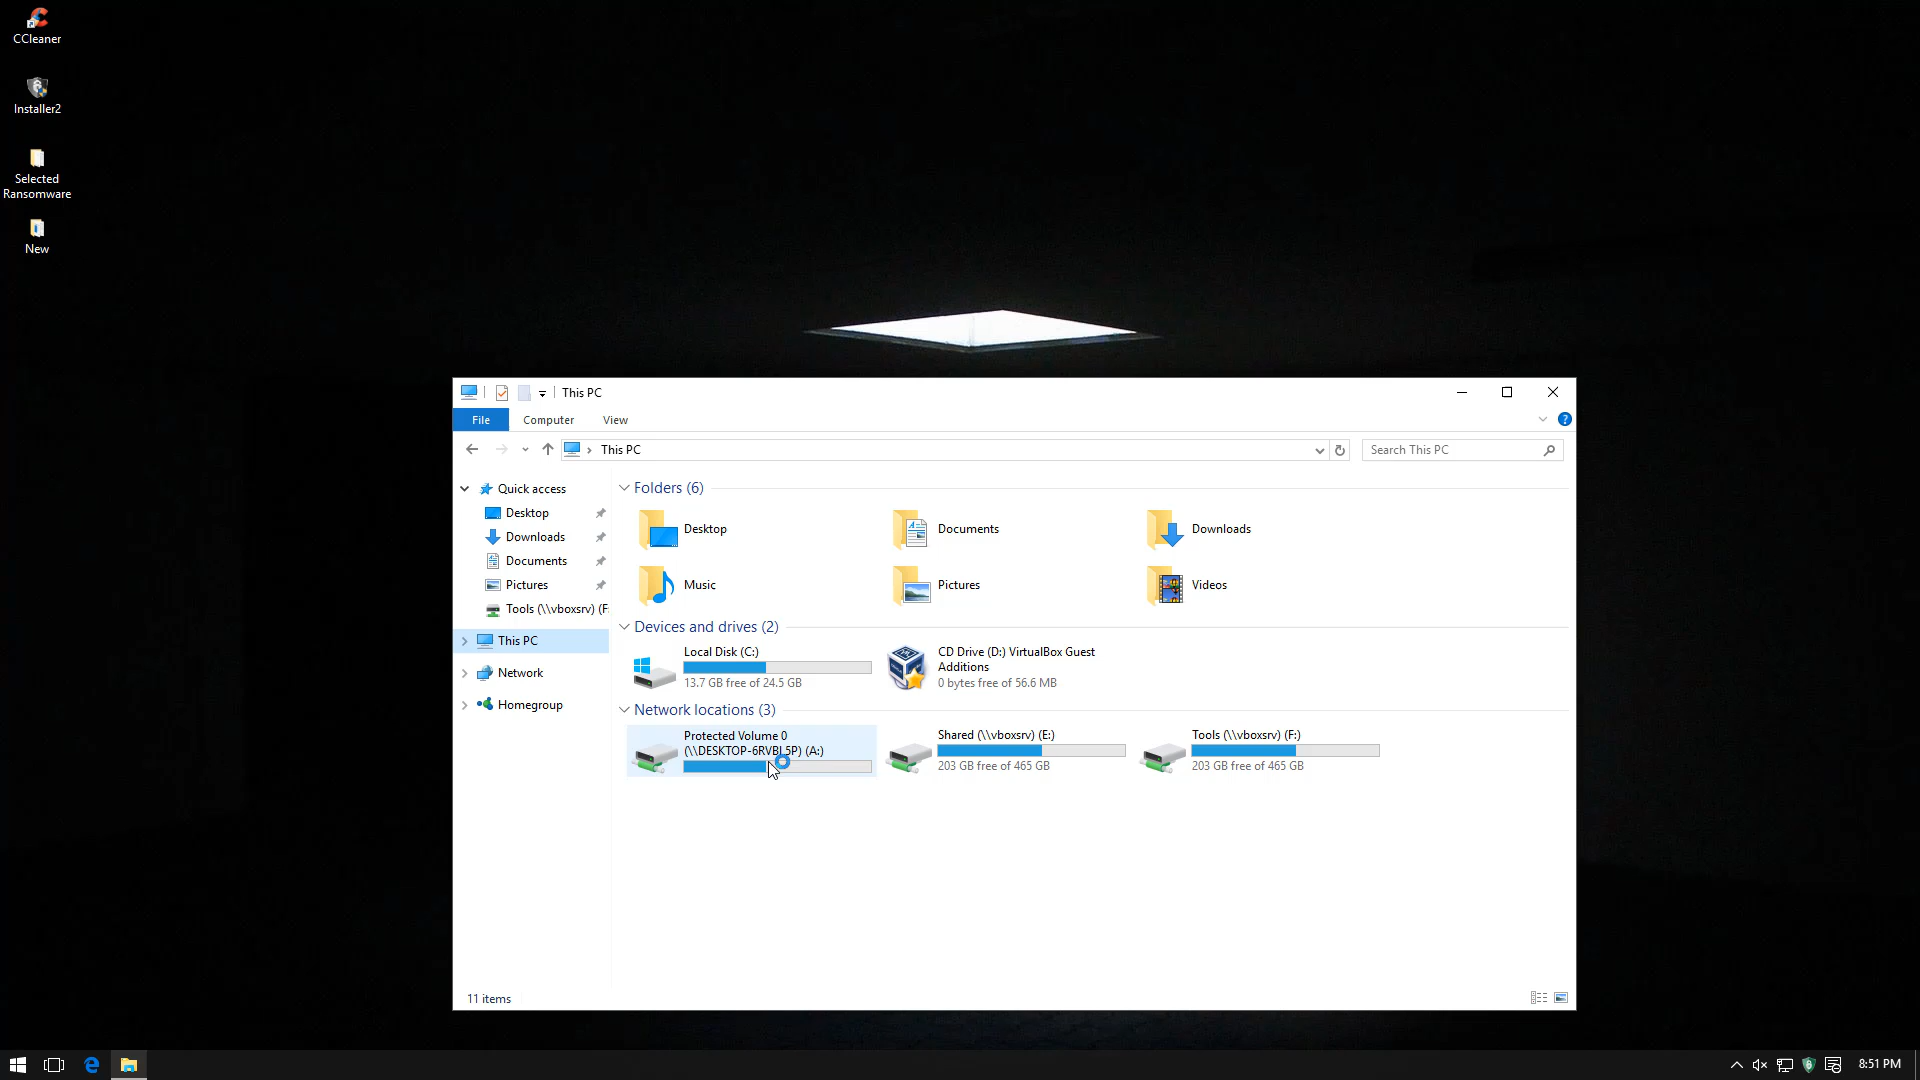 CCleaner
Installer2
Selected
Ransomware
New
This PC
File
Computer
View
This PC
Search This PC
Quick access
Desktop
Downloads
Documents
Pictures
Tools (\\vboxsrv) (F:
This PC
Network
Homegroup
Folders (6)
Desktop
Documents
Downloads
Music
Pictures
Videos
Devices and drives (2)
Local Disk (C:)
13.7 GB free of 24.5 GB
CD Drive (D:) VirtualBox Guest
Additions
0 bytes free of 56.6 MB
Network locations (3)
Protected Volume 0
(\\DESKTOP-6RVBL5P) (A:)
Shared (\\vboxsrv) (E:)
203 GB free of 465 GB
Tools (\\vboxsrv) (F:)
203 GB free of 465 GB
11 items
8:51 PM